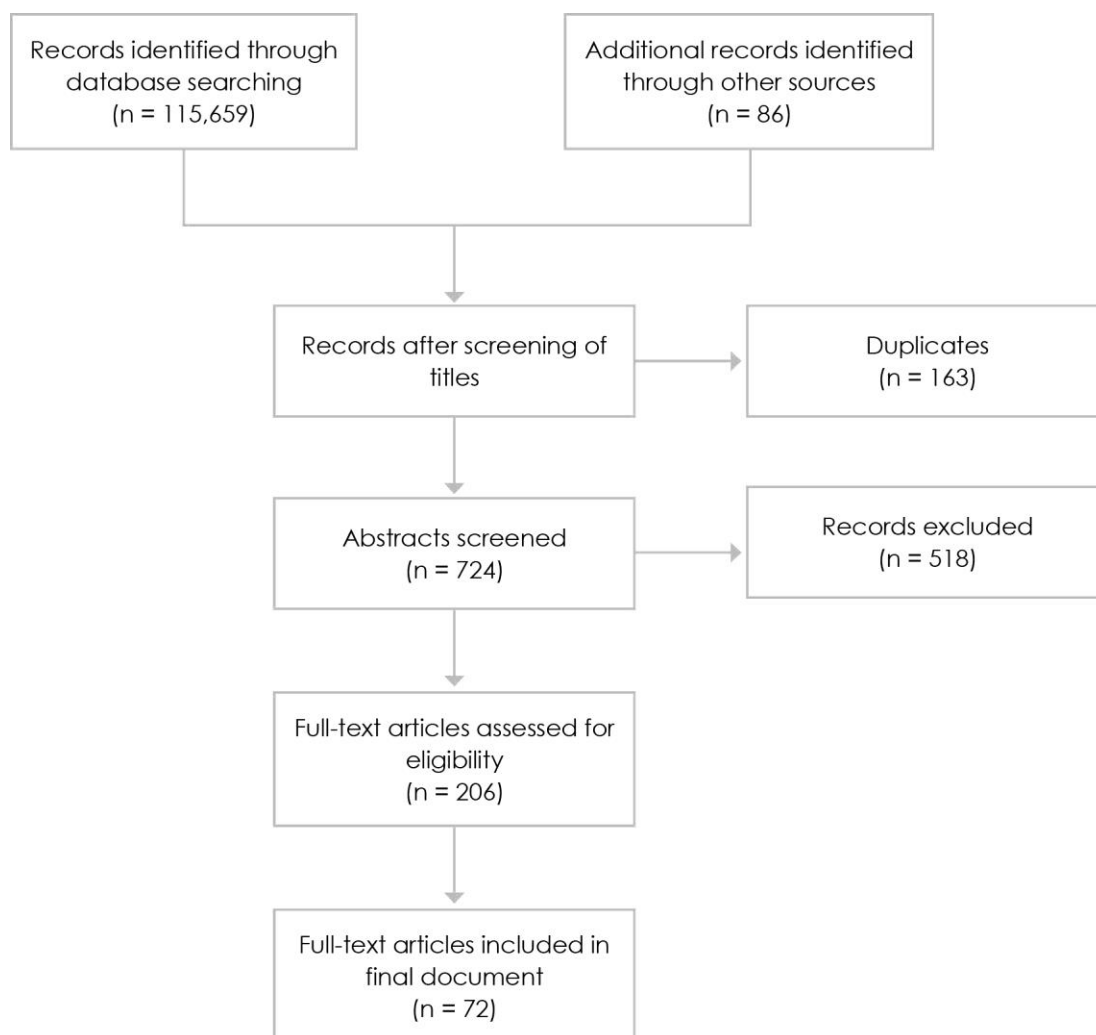 Records identified through
database searching
(n = 115,659)
Additional records identified
through other sources
(n = 86)
Records after screening of
titles
Duplicates
(n = 163)
Abstracts screened
(n = 724)
Records excluded
(n = 518)
Full-text articles assessed for
eligibility
(n = 206)
Full-text articles included in
final document
(n = 72)